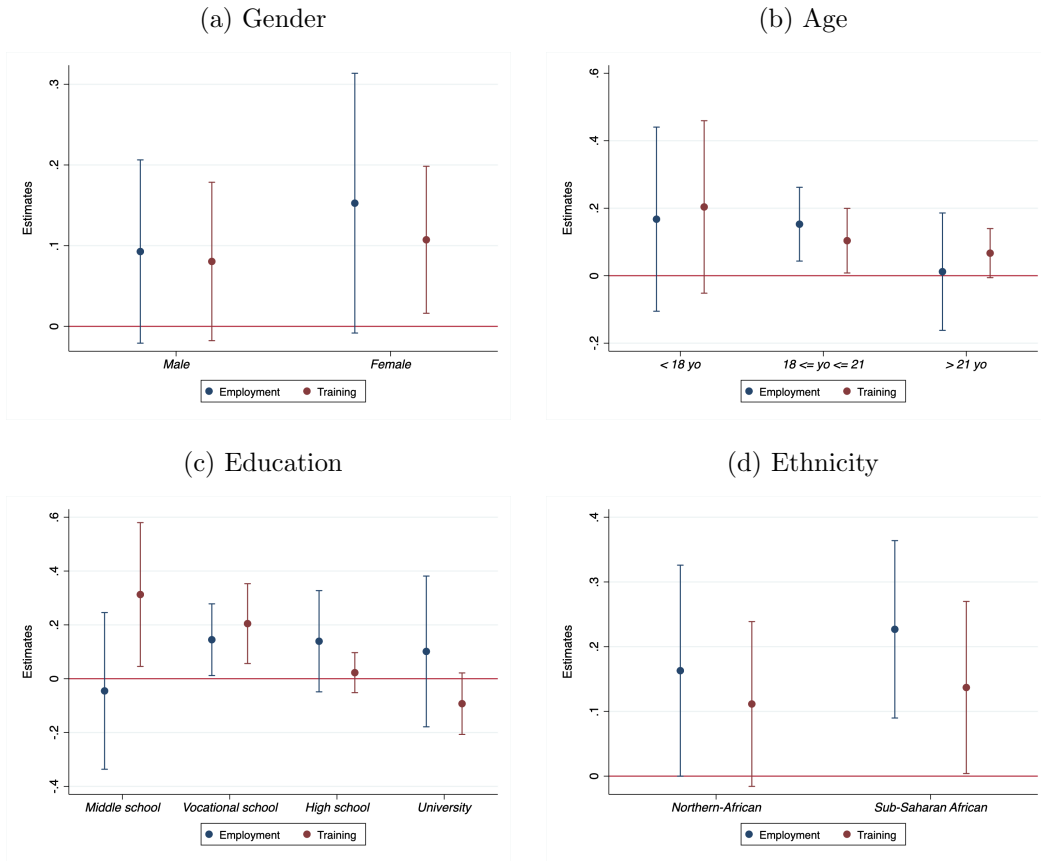 (a) Gender
Estimates
.3
.2
.1
0
Male Female
Employment Training
(b) Age
Estimates
.6
.4
.2
0
-.2
< 18 yo 18 <= yo <= 21 > 21 yo
Employment Training
(c) Education
Estimates
.6
.4
.2
0
-.2
-.4
Middle school Vocational school High school University
Employment Training
(d) Ethnicity
Estimates
.4
.3
.2
.1
0
Northern-African Sub-Saharan African
Employment Training